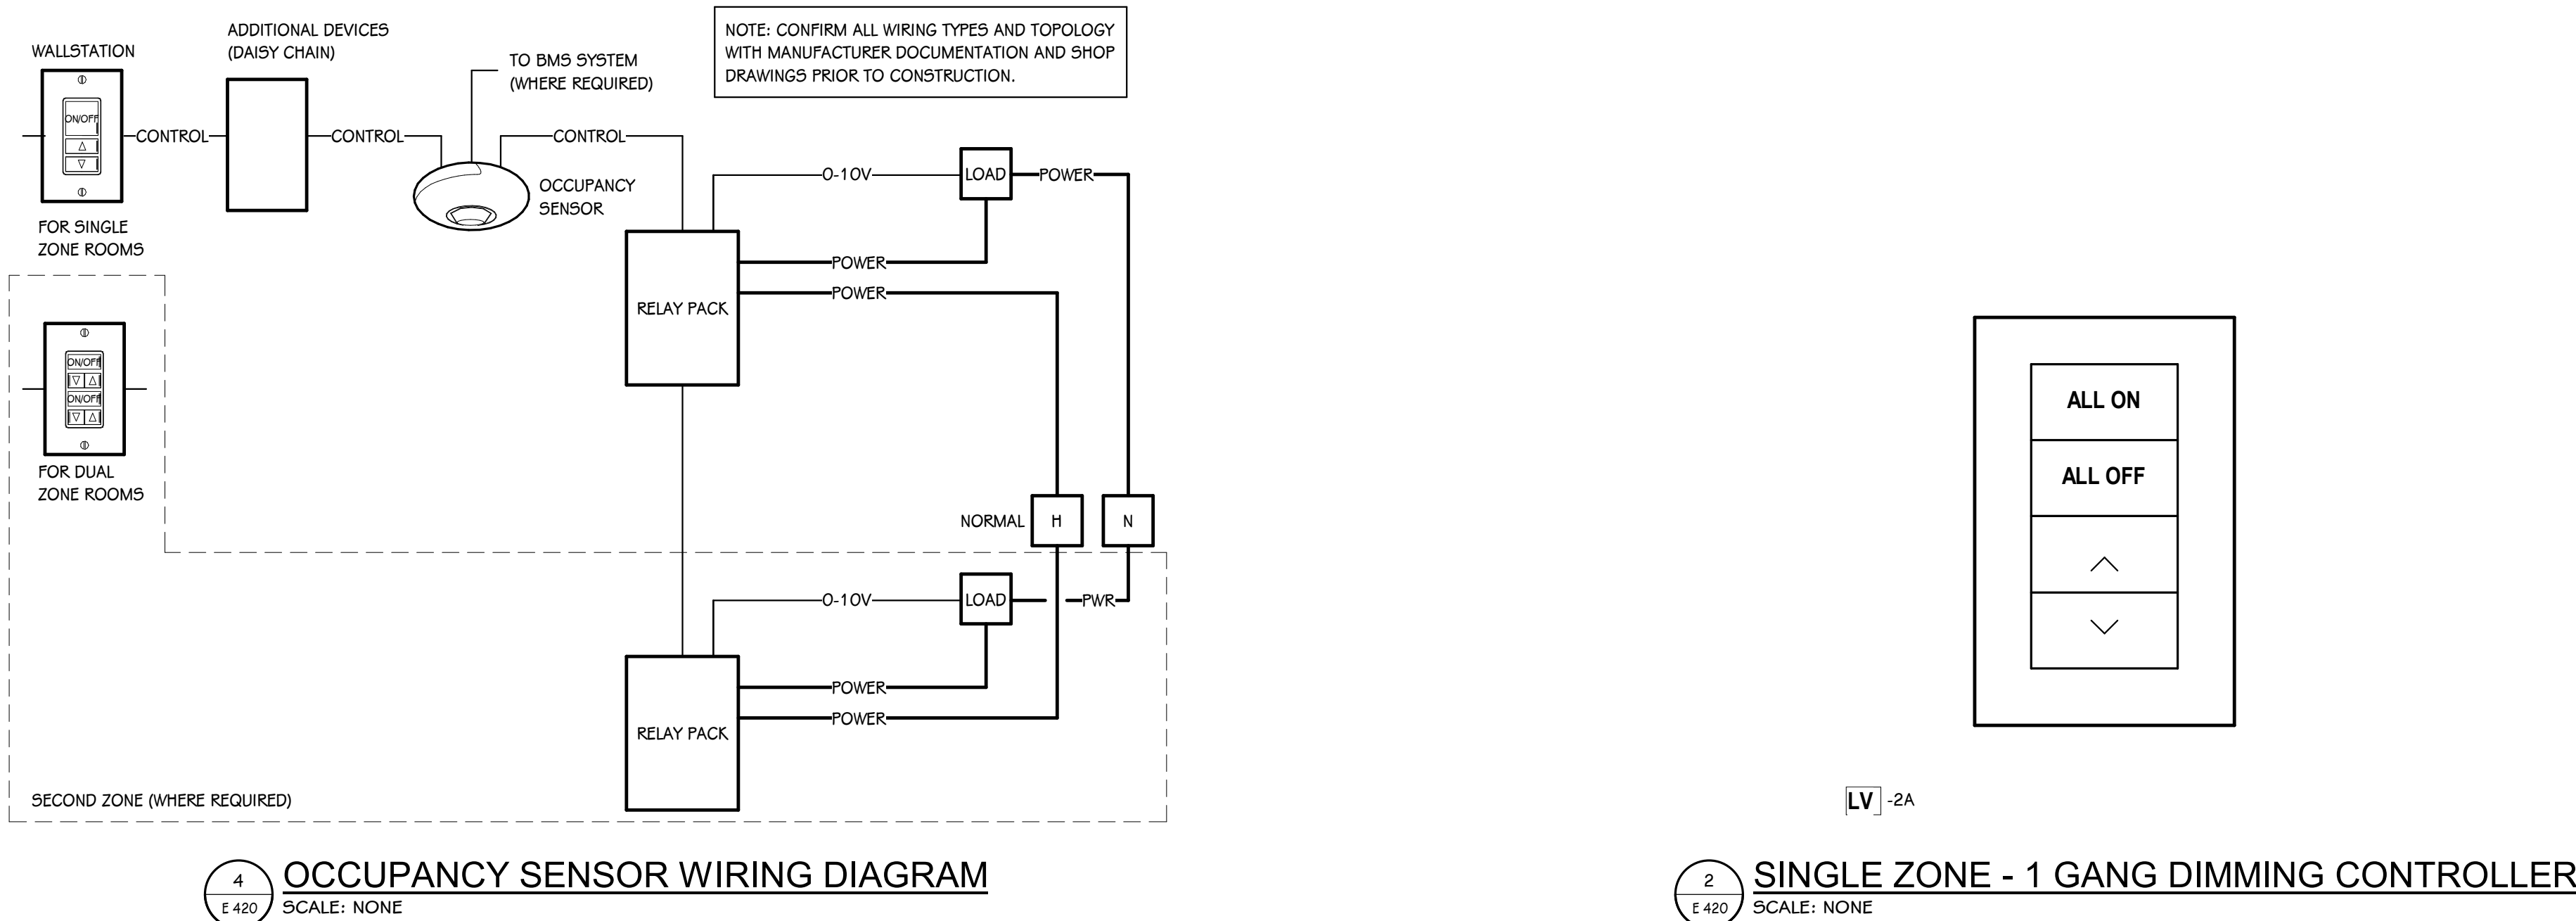 WALLSTATION
ADDITIONAL DEVICES
(DAISY CHAIN)
TO BMS SYSTEM
(WHERE REQUIRED)
NOTE: CONFIRM ALL WIRING TYPES AND TOPOLOGY
WITH MANUFACTURER DOCUMENTATION AND SHOP
DRAWINGS PRIOR TO CONSTRUCTION.
ON/OFF
CONTROL
CONTROL
CONTROL
OCCUPANCY
SENSOR
FOR SINGLE
ZONE ROOMS
0-10V
LOAD
POWER
POWER
POWER
RELAY PACK
ON/OFF
ON/OFF
FOR DUAL
ZONE ROOMS
NORMAL
H
N
0-10V
LOAD
PWR
POWER
POWER
RELAY PACK
SECOND ZONE (WHERE REQUIRED)
4
E 420
OCCUPANCY SENSOR WIRING DIAGRAM
SCALE: NONE
ALL ON
ALL OFF
LV -2A
2
E 420
SINGLE ZONE - 1 GANG DIMMING CONTROLLER
SCALE: NONE